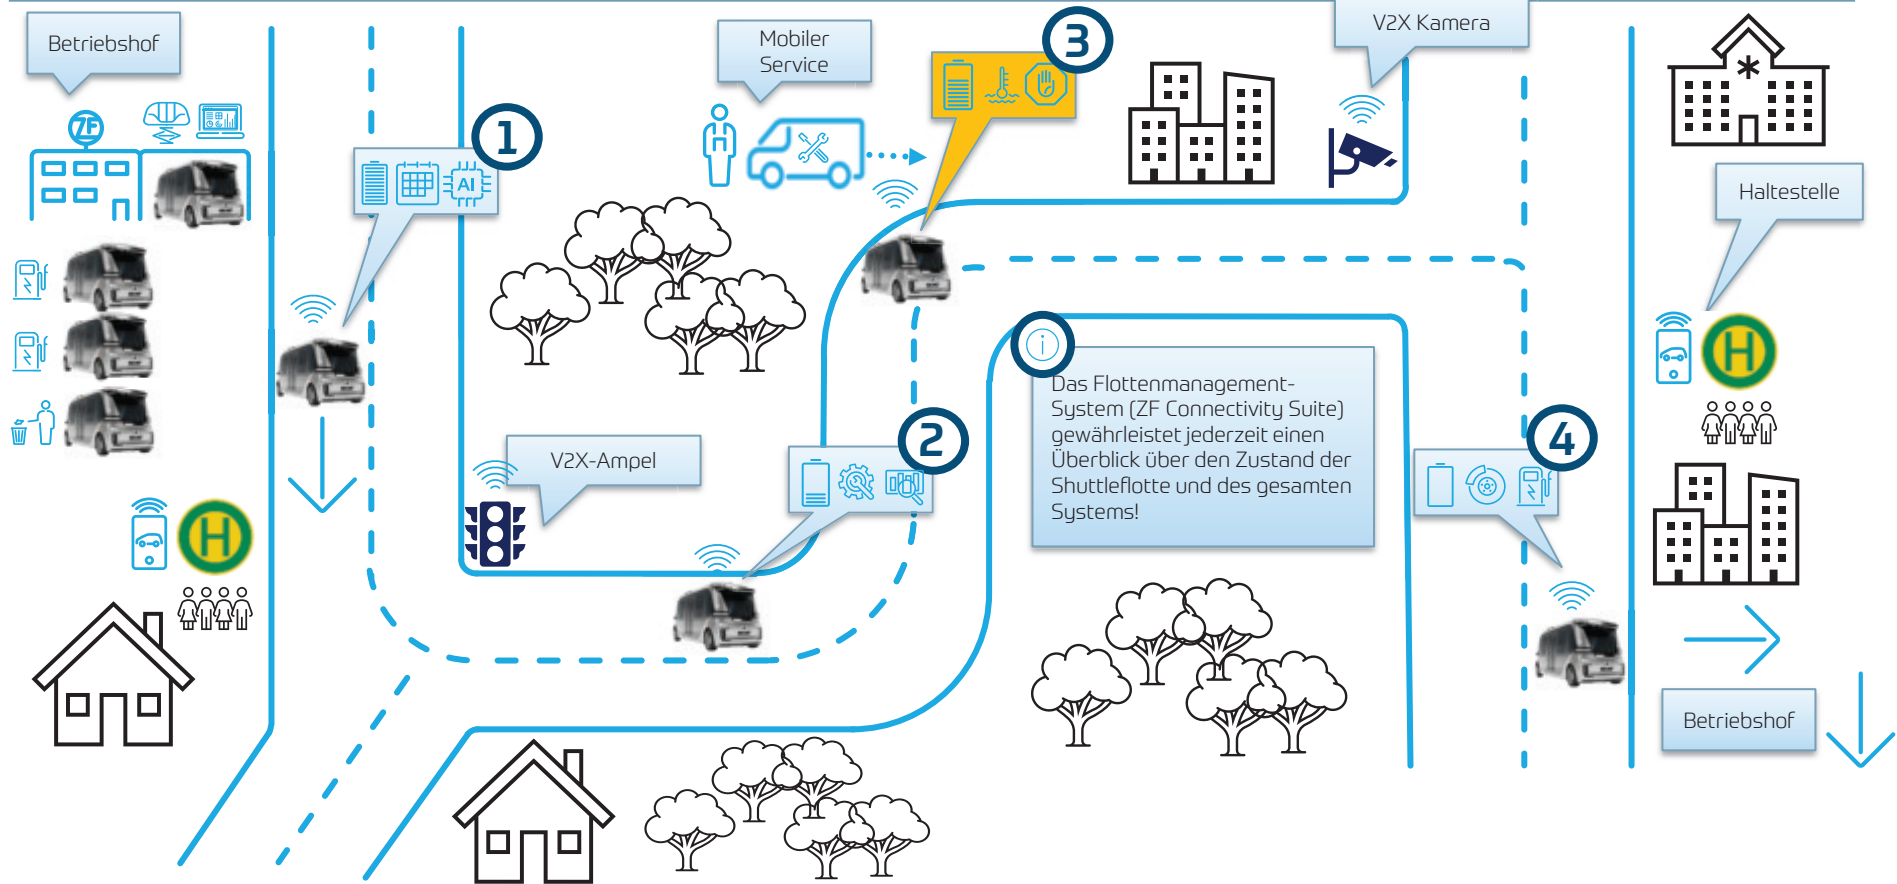 Betriebshof
Mobiler
Service
3
V2X Kamera
ZF
1
AI
Haltestelle
H
i
Das Flottenmanagement-
System (ZF Connectivity Suite)
gewährleistet jederzeit einen
Überblick über den Zustand der
Shuttleflotte und des gesamten
Systems!
2
4
V2X-Ampel
H
Betriebshof